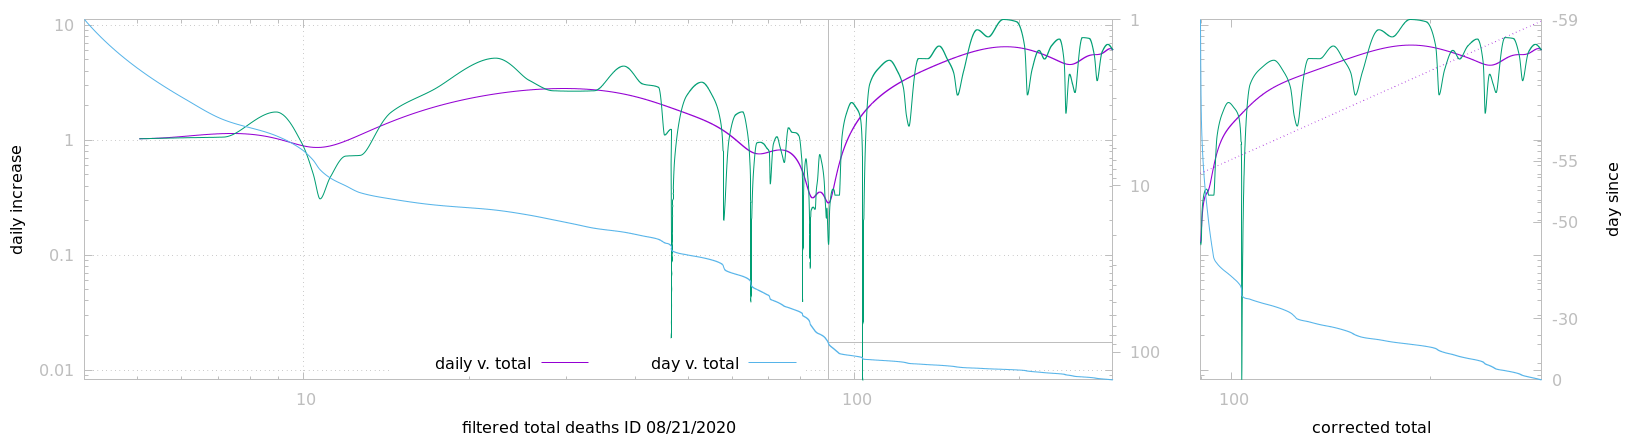 10
1
0.1
0.01
daily increase
10
100
filtered total deaths ID 08/21/2020
daily v. total
day v. total
1
10
100
100
corrected total
-59
-55
-50
-30
0
day since